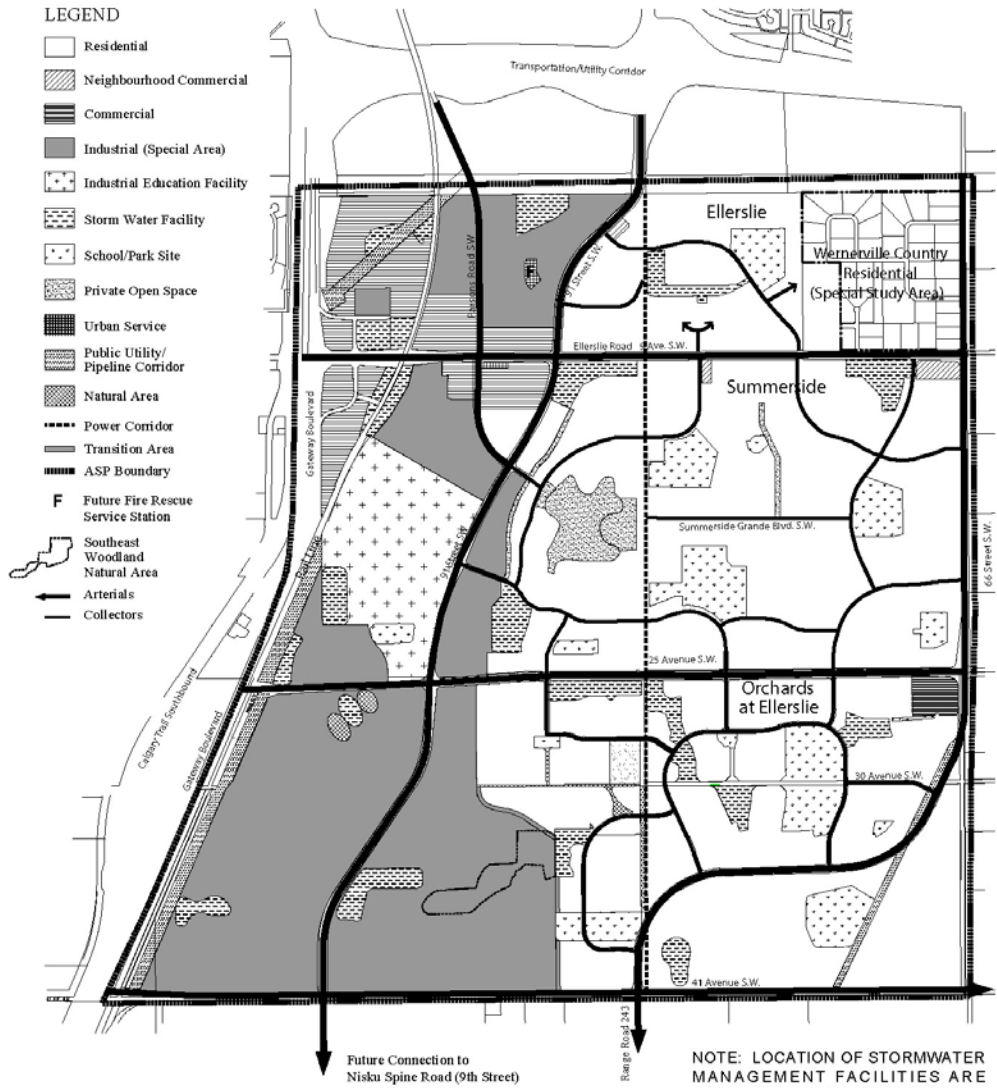 LEGEND
Residential
Neighbourhood Commercial
Commercial
Industrial (Special Area)
Industrial Education Facility
Storm Water Facility
School/Park Site
Private Open Space
Urban Service
Public Utility/
Pipeline Corridor
Natural Area
Power Corridor
Transition Area
ASP Boundary
F
Future Fire Rescue
Service Station
Southeast
Woodland
Natural Area
Arterials
Collectors
Transportation/Utility Corridor
Ellerslie
Wernerville Country
Residential
(Special Study Area)
Parsons Road S.W.
91 Street S.W.
F
Ellerslie Road 9 Ave. S.W.
Summerside
Gateway Boulevard
Summerside Grande Blvd. S.W.
91 Street SW
66 Street S.W.
25 Avenue S.W.
Orchards
at Ellerslie
Calgary Trail Southbound
Gateway Boulevard
30 Avenue S.W.
41 Avenue S.W.
Range Road 243
Future Connection to
Nisku Spine Road (9th Street)
NOTE: LOCATION OF STORMWATER
MANAGEMENT FACILITIES ARE